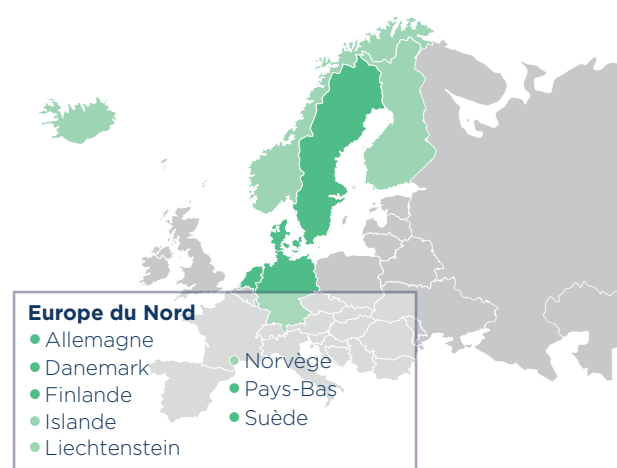 Europe du Nord
Allemagne
Danemark
Finlande
Islande
Liechtenstein
Norvège
Pays-Bas
Suède